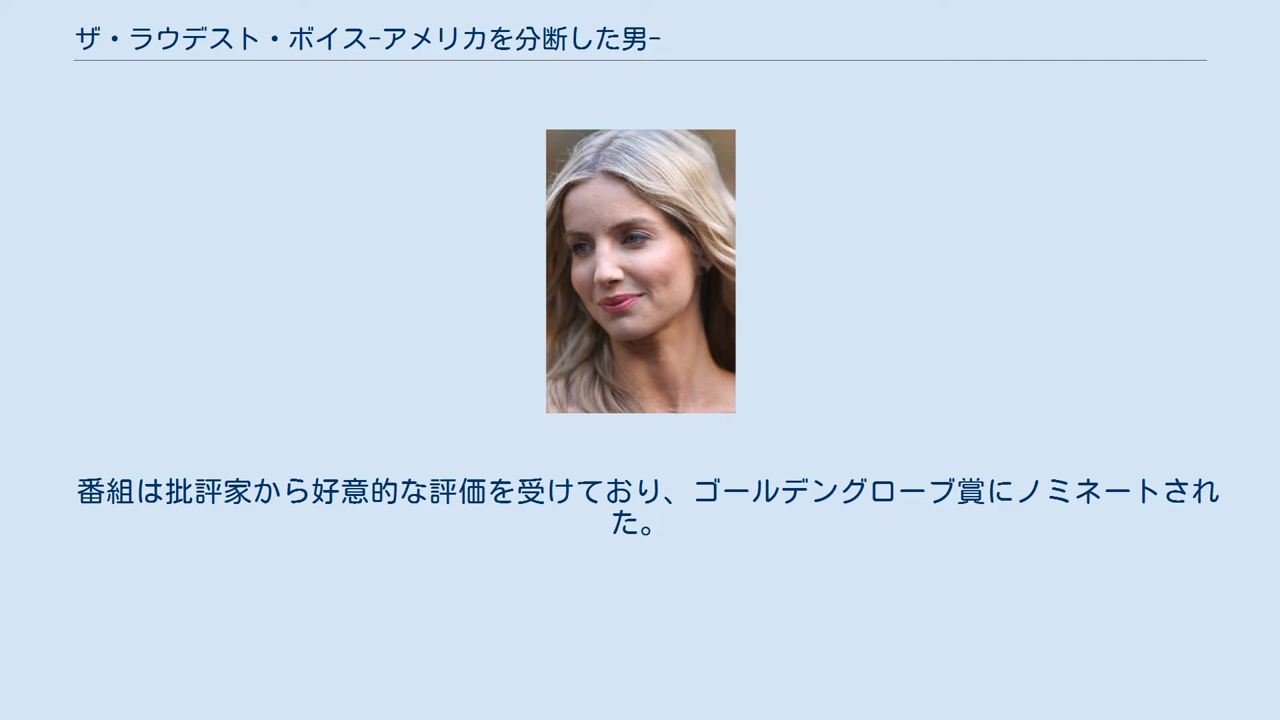 ザ・ラウデスト・ボイス-アメリカを分断した男-
番組は批評家から好意的な評価を受けており、ゴールデングローブ賞にノミネートされ
た。